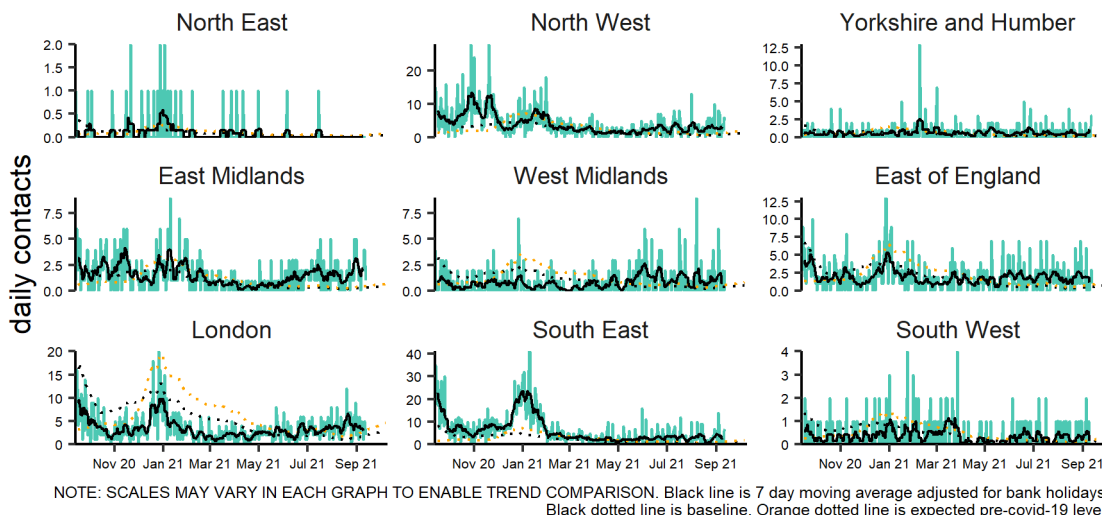 North East
North West
Yorkshire and Humber
2.0
1.5
1.0
0.5
0.0
20
10
0
12.5
10.0
7.5
5.0
2.5
0.0
daily contacts
East Midlands
West Midlands
East of England
7.5
5.0
2.5
0.0
7.5
5.0
2.5
0.0
12.5
10.0
7.5
5.0
2.5
0.0
London
South East
South West
20
15
10
5
0
40
30
20
10
0
4
3
2
1
0
Nov 20 Jan 21 Mar 21 May 21 Jul 21 Sep 21
Nov 20 Jan 21 Mar 21 May 21 Jul 21 Sep 21
Nov 20 Jan 21 Mar 21 May 21 Jul 21 Sep 21
NOTE: SCALES MAY VARY IN EACH GRAPH TO ENABLE TREND COMPARISON. Black line is 7 day moving average adjusted for bank holidays
Black dotted line is baseline. Orange dotted line is expected pre-covid-19 leve